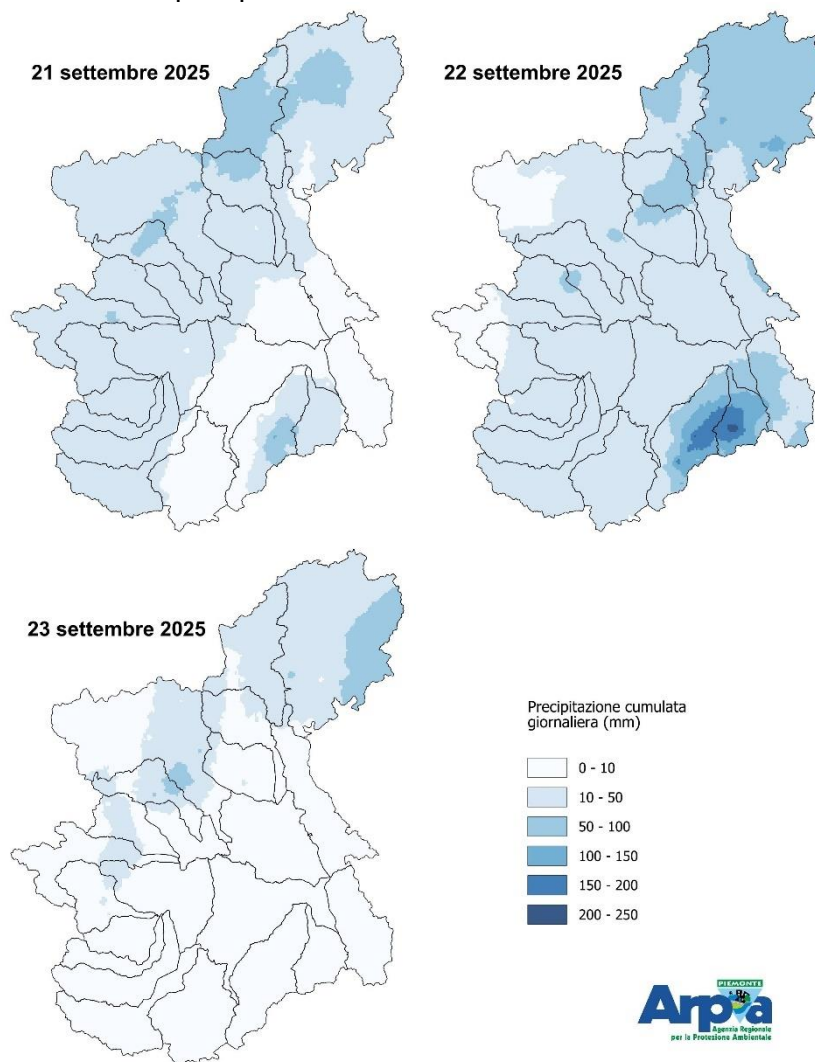 21 settembre 2025
22 settembre 2025
23 settembre 2025
Precipitazione cumulata
giornaliera (mm)
0 - 10
10 - 50
50 - 100
100 - 150
150 - 200
200 - 250
PIEMONTE
Arpa
Agenzia Regionale
per la Protezione Ambientale